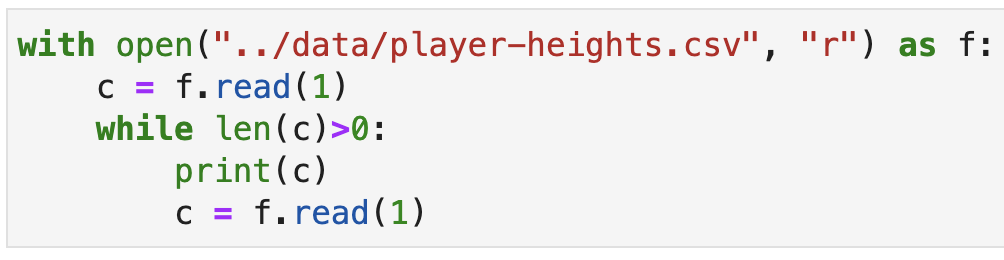 with open("../data/player-heights.csv", "r") as f:
    c = f.read(1)
    while len(c)>0:
        print(c)
        c = f.read(1)